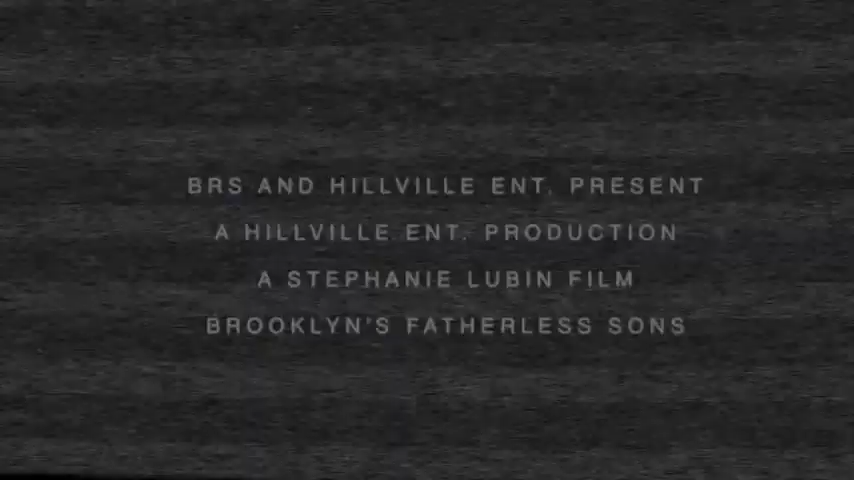 BRS AND HILLVILLE ENT. PRESENT
A HILLVILLE ENT. PRODUCTION
A STEPHANIE LUBIN FILM
BROOKLYN'S FATHERLESS SONS